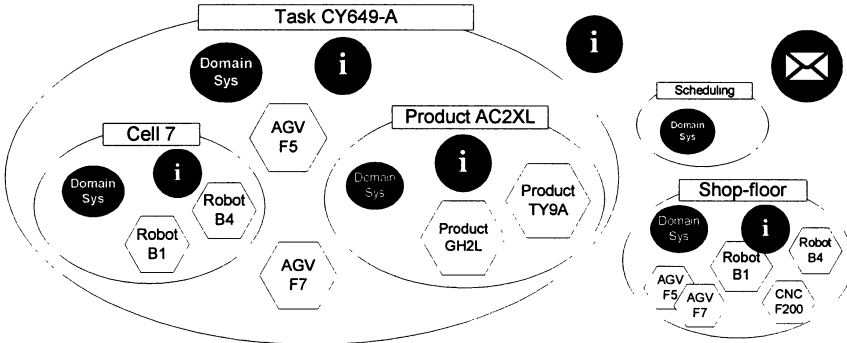 Task CY649-A
Domain
Sys
i
i
Scheduling
Domain
Sys
Cell 7
AGV
F5
Product AC2XL
Domain
Sys
i
Robot
B4
Robot
B1
Domain
Sys
i
Product
TY9A
Product
GH2L
AGV
F7
Shop-floor
Domain
Sys
i
Robot
B4
Robot
B1
AGV
F5
AGV
F7
CNC
F200